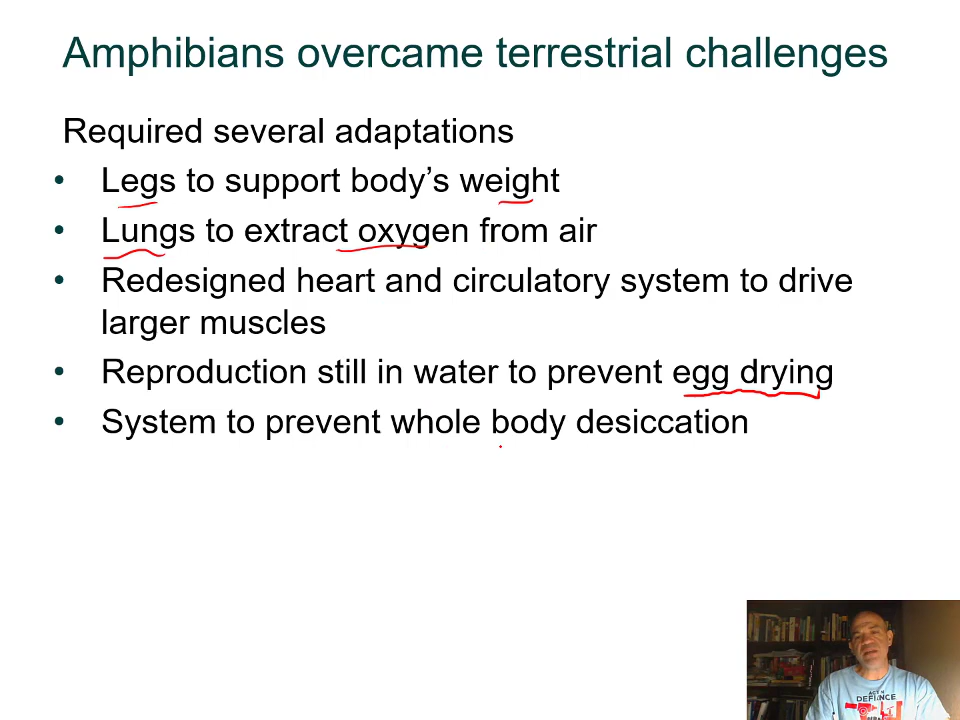 Amphibians overcame terrestrial challenges
Required several adaptations
• Legs to support body’s weight
• Lungs to extract oxygen from air
• Redesigned heart and circulatory system to drive
larger muscles
• Reproduction still in water to prevent egg drying
• System to prevent whole body desiccation
DEFIANCE